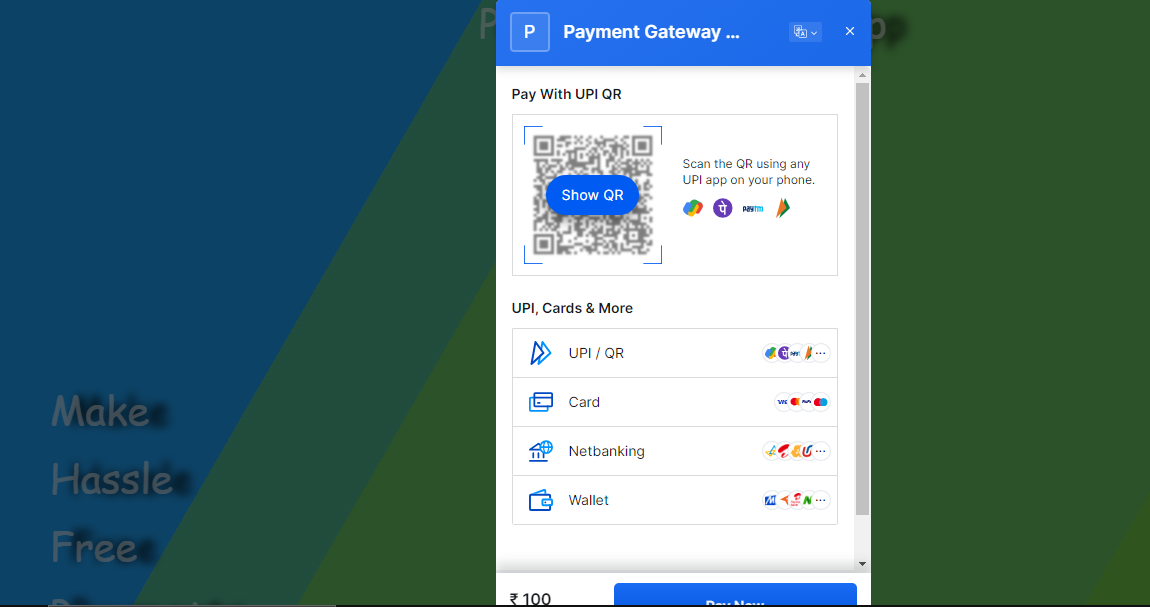 P
Payment Gateway ...
Pay With UPI QR
Show QR
Scan the QR using any
UPI app on your phone.
paytm
UPI, Cards & More
UPI / QR
Card
Netbanking
Wallet
Make
Hassle
Free
₹ 100
Pay Now